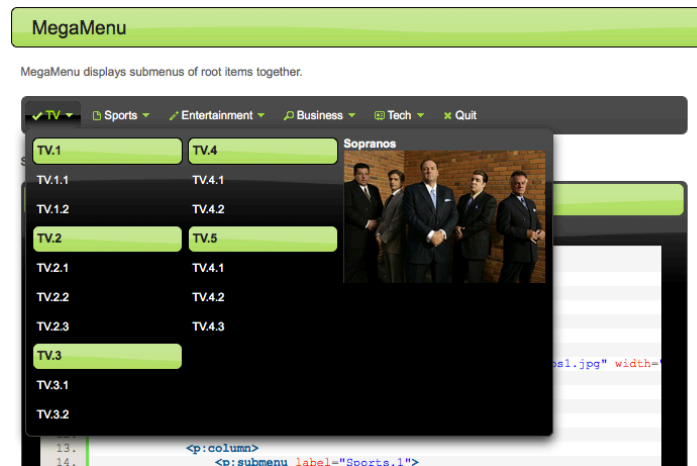 MegaMenu
MegaMenu displays submenus of root items together.
TV Sports Entertainment Business Tech Quit
TV.1 TV.4 Sopranos
TV.1.1 TV.4.1
TV.1.2 TV.4.2
TV.2 TV.5
TV.2.1 TV.4.1
TV.2.2 TV.4.2
TV.2.3 TV.4.3
TV.3
os1.jpg" width="
TV.3.1
TV.3.2
13. <p:column>
14. <p:submenu label="Sports.1">